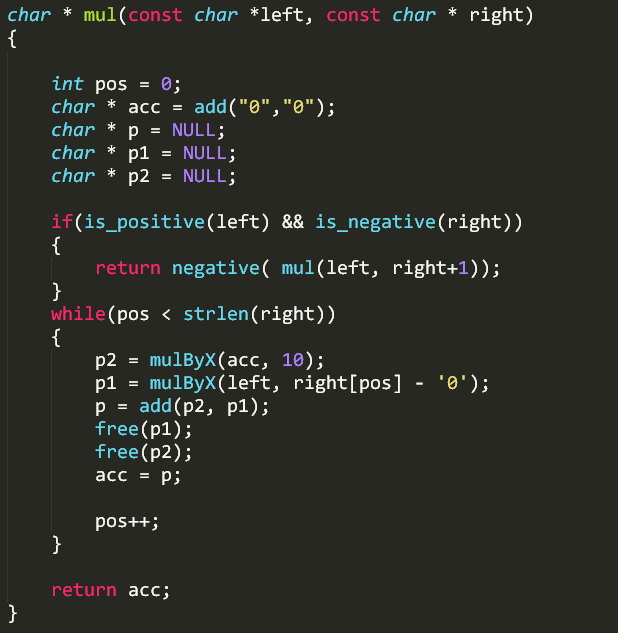 char * mul(const char *left, const char * right)
{
int pos = 0;
char * acc = add("0","0");
char * p = NULL;
char * p1 = NULL;
char * p2 = NULL;
if(is_positive(left) && is_negative(right))
{
return negative( mul(left, right+1));
}
while(pos < strlen(right))
{
p2 = mulByX(acc, 10);
p1 = mulByX(left, right[pos] - '0');
p = add(p2, p1);
free(p1);
free(p2);
acc = p;
pos++;
}
return acc;
}